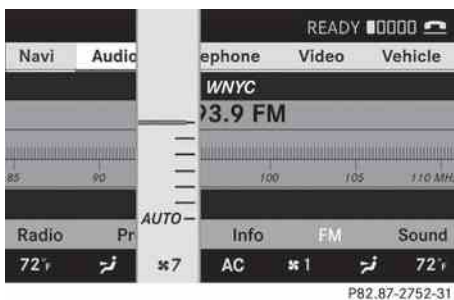 READY
Navi Audio ephone Video Vehicle
WNYC
93.9 FM
85 90 100 105 110 MHz
AUTO
Radio Pr Info FM Sound
72°F 7 AC 1 72°F
P82.87-2752-31